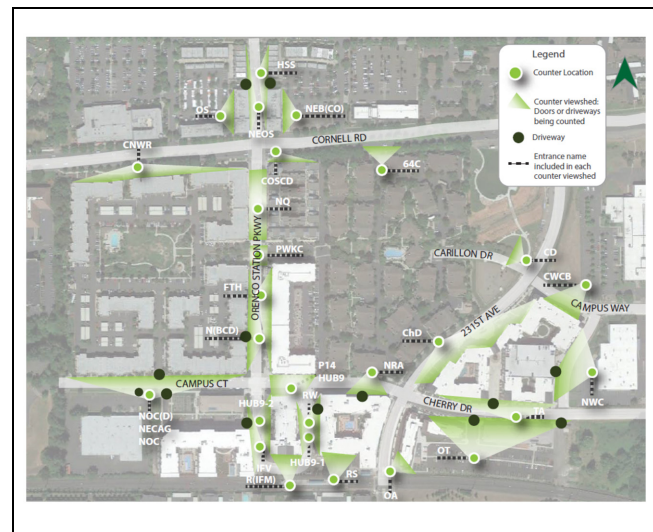 Legend
Counter Location
Counter viewshed:
Doors or driveways
being counted
Driveway
Entrance name
included in each
counter viewshed
HSS
OS
NEB(CO)
NEOS
CORNELL RD
CNWR
COSCD
64C
NQ
ORENCO STATION PKWY
PWKC
CARILLON DR
CD
CWCB
FTH
231ST AVE
CAMPUS WAY
N(BCD)
ChD
P14
HUB9
NRA
CAMPUS CT
RW
CHERRY DR
NWC
NOC(D)
NECAG
NOC
HUB9-2
TA
HUB9-1
OT
IFV
R(IFM)
RS
OA